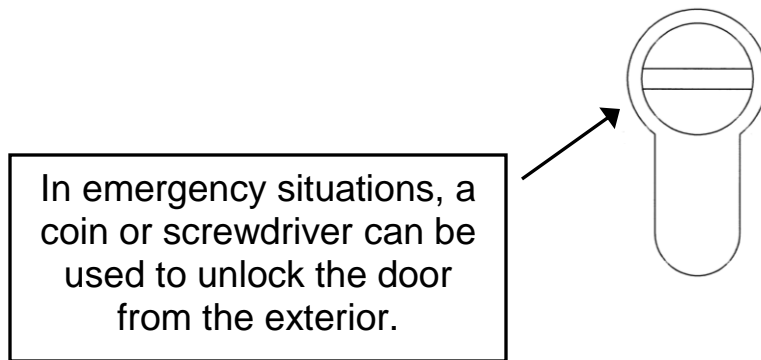 In emergency situations, a
coin or screwdriver can be
used to unlock the door
from the exterior.